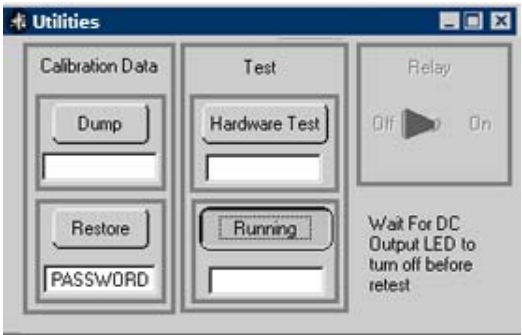 Utilities
Calibration Data
Dump
Restore
PASSWORD
Test
Hardware Test
Running
Relay
Off
On
Wait For DC
Output LED to
turn off before
retest